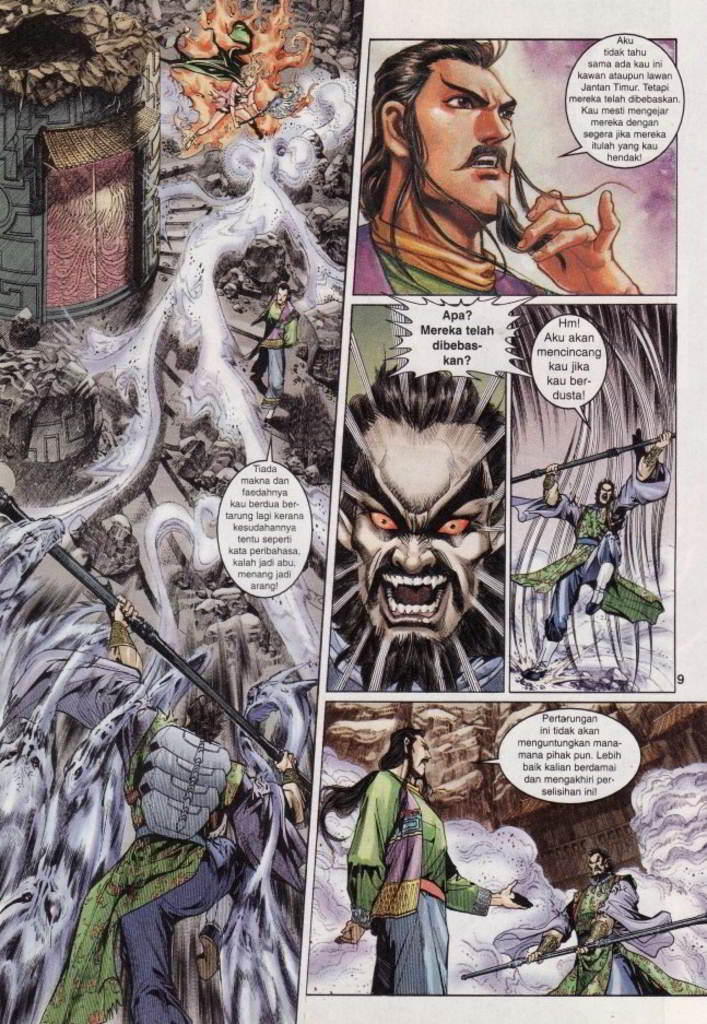 Tiada
makna dan
faedahnya
kau berdua ber-
tarung lagi kerana
kesudahannya
tentu seperti
kata peribahasa,
kalah jadi abu,
menang jadi
arang!
Aku
tidak tahu
sama ada kau ini
kawan ataupun lawan
Jantan Timur. Tetapi
mereka telah dibebaskan.
Kau mesti mengejar
mereka dengan
segera jika mereka
itulah yang kau
hendak!
Apa?
Mereka telah
dibebas-
kan?
Hm!
Aku akan
mencincang
kau jika
kau ber-
dusta!
9
Pertarungan
ini tidak akan
menguntungkan mana-
mana pihak pun. Lebih
baik kalian berdamai
dan mengakhiri per-
selisihan ini!